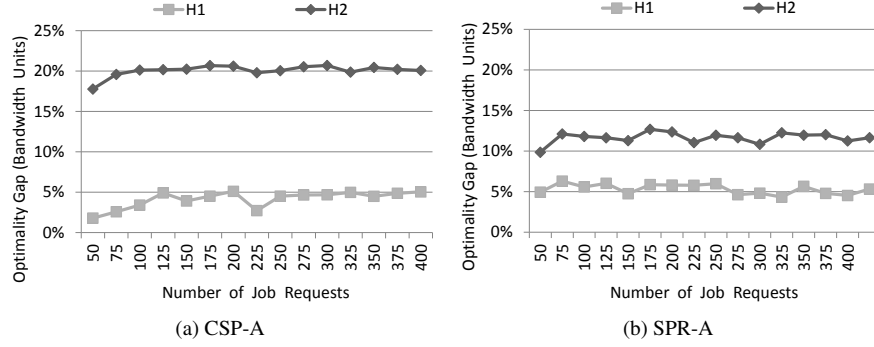 H1 H2
25%
20%
15%
10%
5%
0%
Optimality Gap (Bandwidth Units)
50 75 100 125 150 175 200 225 250 275 300 325 350 375 400
Number of Job Requests
(a) CSP-A
H1 H2
25%
20%
15%
10%
5%
0%
Optimality Gap (Bandwidth Units)
50 75 100 125 150 175 200 225 250 275 300 325 350 375 400
Number of Job Requests
(b) SPR-A